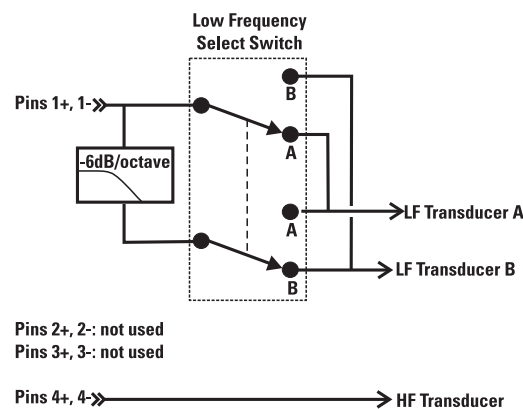 Low Frequency
Select Switch
B
Pins 1+, 1-
A
-6dB/octave
A
LF Transducer A
LF Transducer B
B
Pins 2+, 2-: not used
Pins 3+, 3-: not used
Pins 4+, 4-
HF Transducer